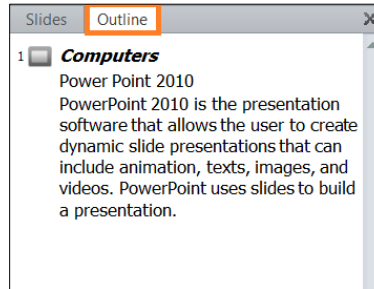 Slides Outline X
1 Computers
Power Point 2010
PowerPoint 2010 is the presentation
software that allows the user to create
dynamic slide presentations that can
include animation, texts, images, and
videos. PowerPoint uses slides to build
a presentation.